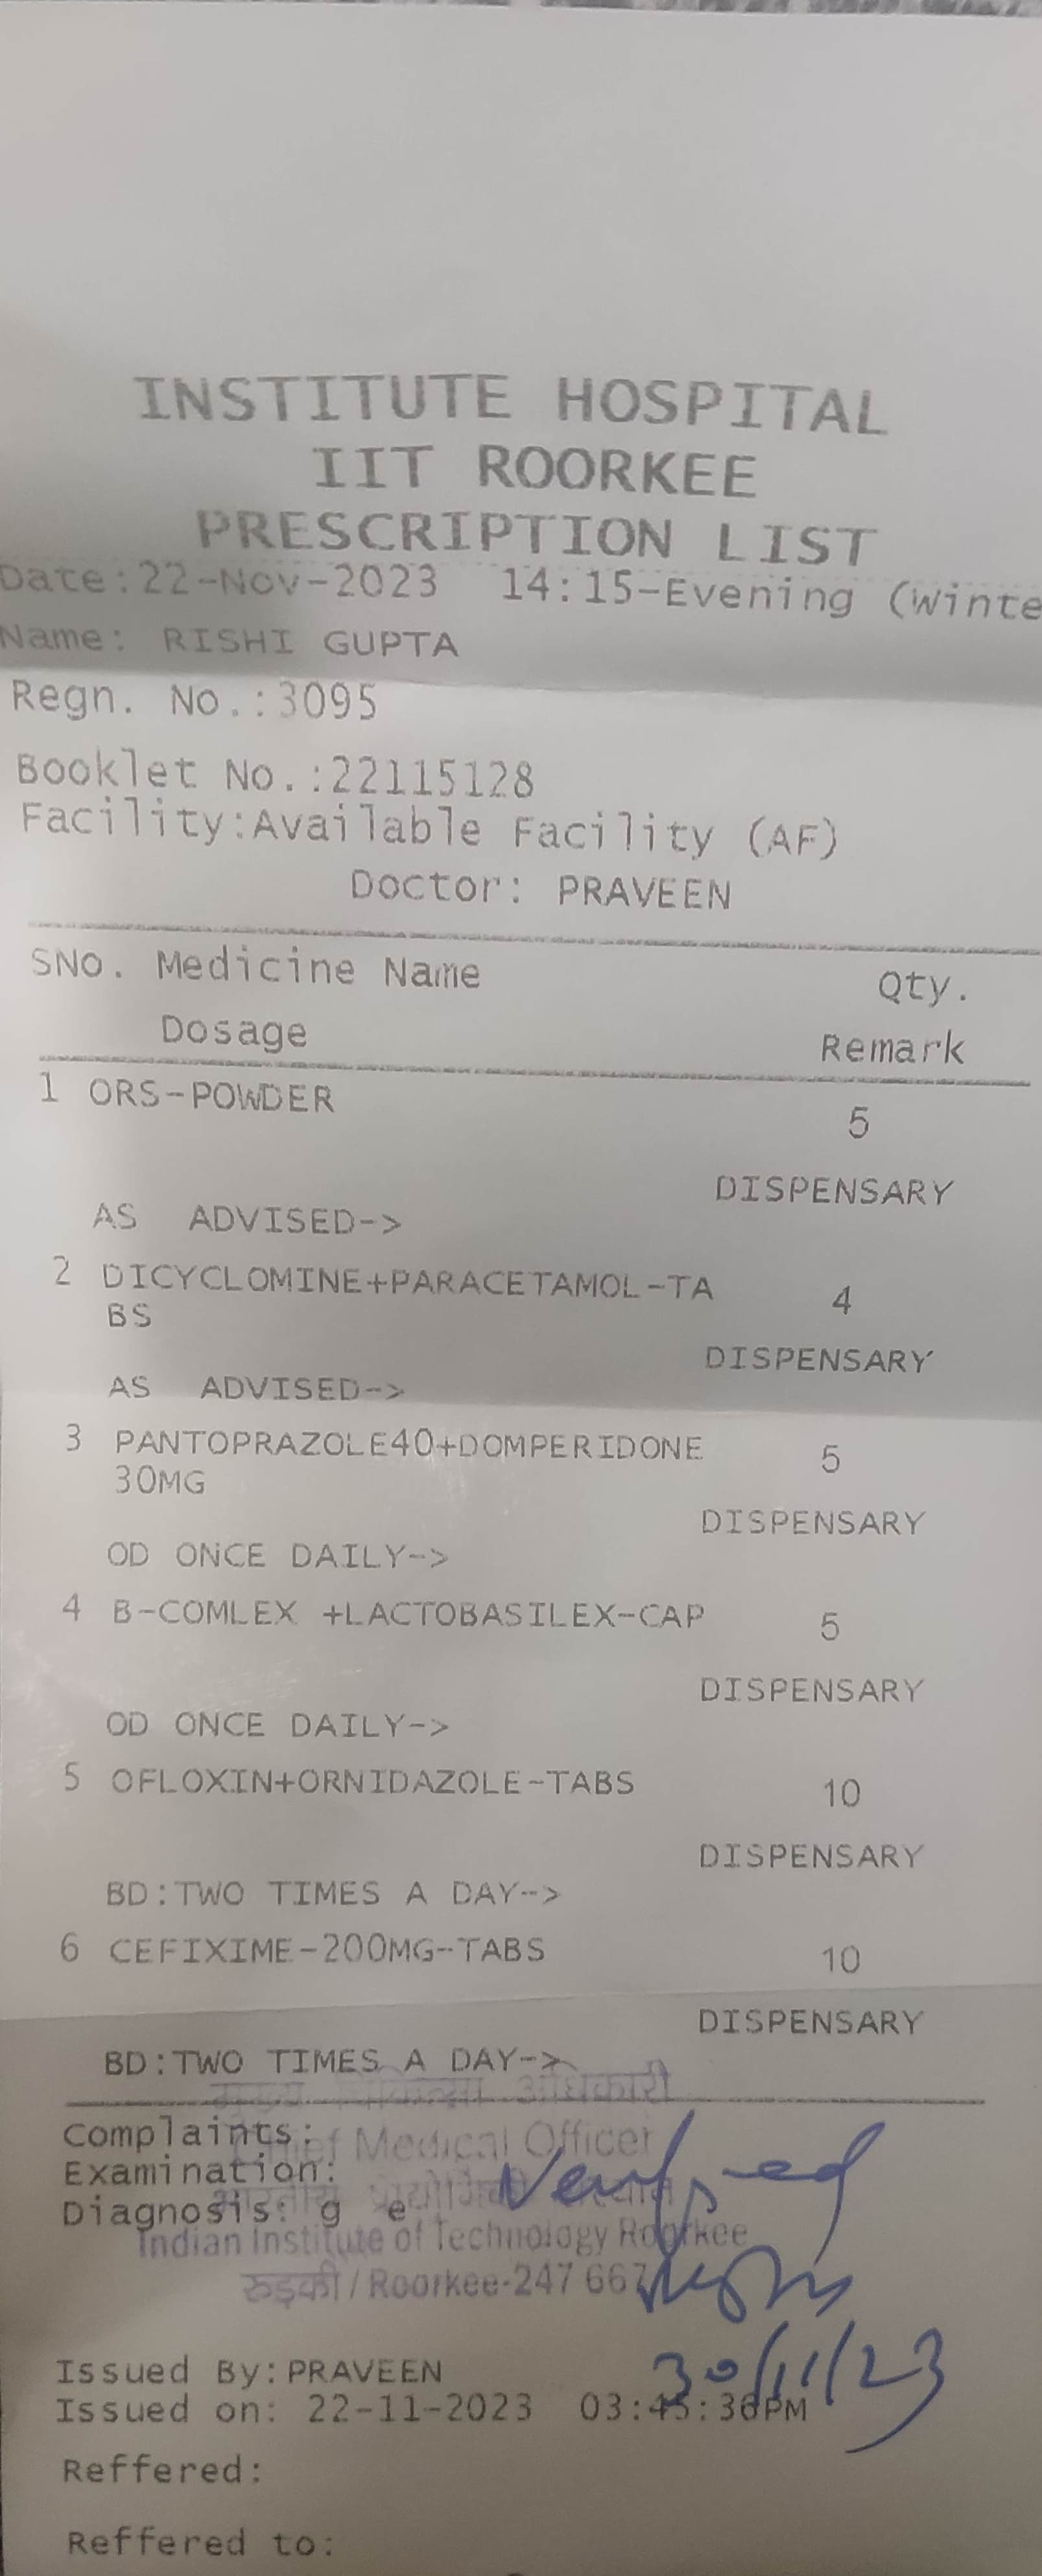 INSTITUTE HOSPITAL
IIT ROORKEE
PRESCRIPTION LIST
Date:22-Nov-2023 14:15-Evening (Winte
Name: RISHI GUPTA
Regn. No.:3095
Booklet No.:22115128
Facility:Available Facility (AF)
Doctor: PRAVEEN
SNo. Medicine Name Qty.
Dosage Remark
1 ORS-POWDER 5
DISPENSARY
AS ADVISED->
2 DICYCLOMINE+PARACETAMOL-TA 4
BS
DISPENSARY
AS ADVISED->
3 PANTOPRAZOLE40+DOMPERIDONE 5
30MG
DISPENSARY
OD ONCE DAILY->
4 B-COMLEX +LACTOBASILEX-CAP 5
DISPENSARY
OD ONCE DAILY->
5 OFLOXIN+ORNIDAZOLE-TABS 10
DISPENSARY
BD:TWO TIMES A DAY->
6 CEFIXIME-200MG-TABS 10
DISPENSARY
BD:TWO TIMES A DAY->
मुख्य चिकित्सा अधिकारी
Complaints:
Chief Medical Officer
Examination:
Verified
Diagnosis: g e
Indian Institute of Technology Roorkee
रुड़की / Roorkee-247 667
30/11/23
Issued By:PRAVEEN
Issued on: 22-11-2023 03:45:36PM
Reffered:
Reffered to: